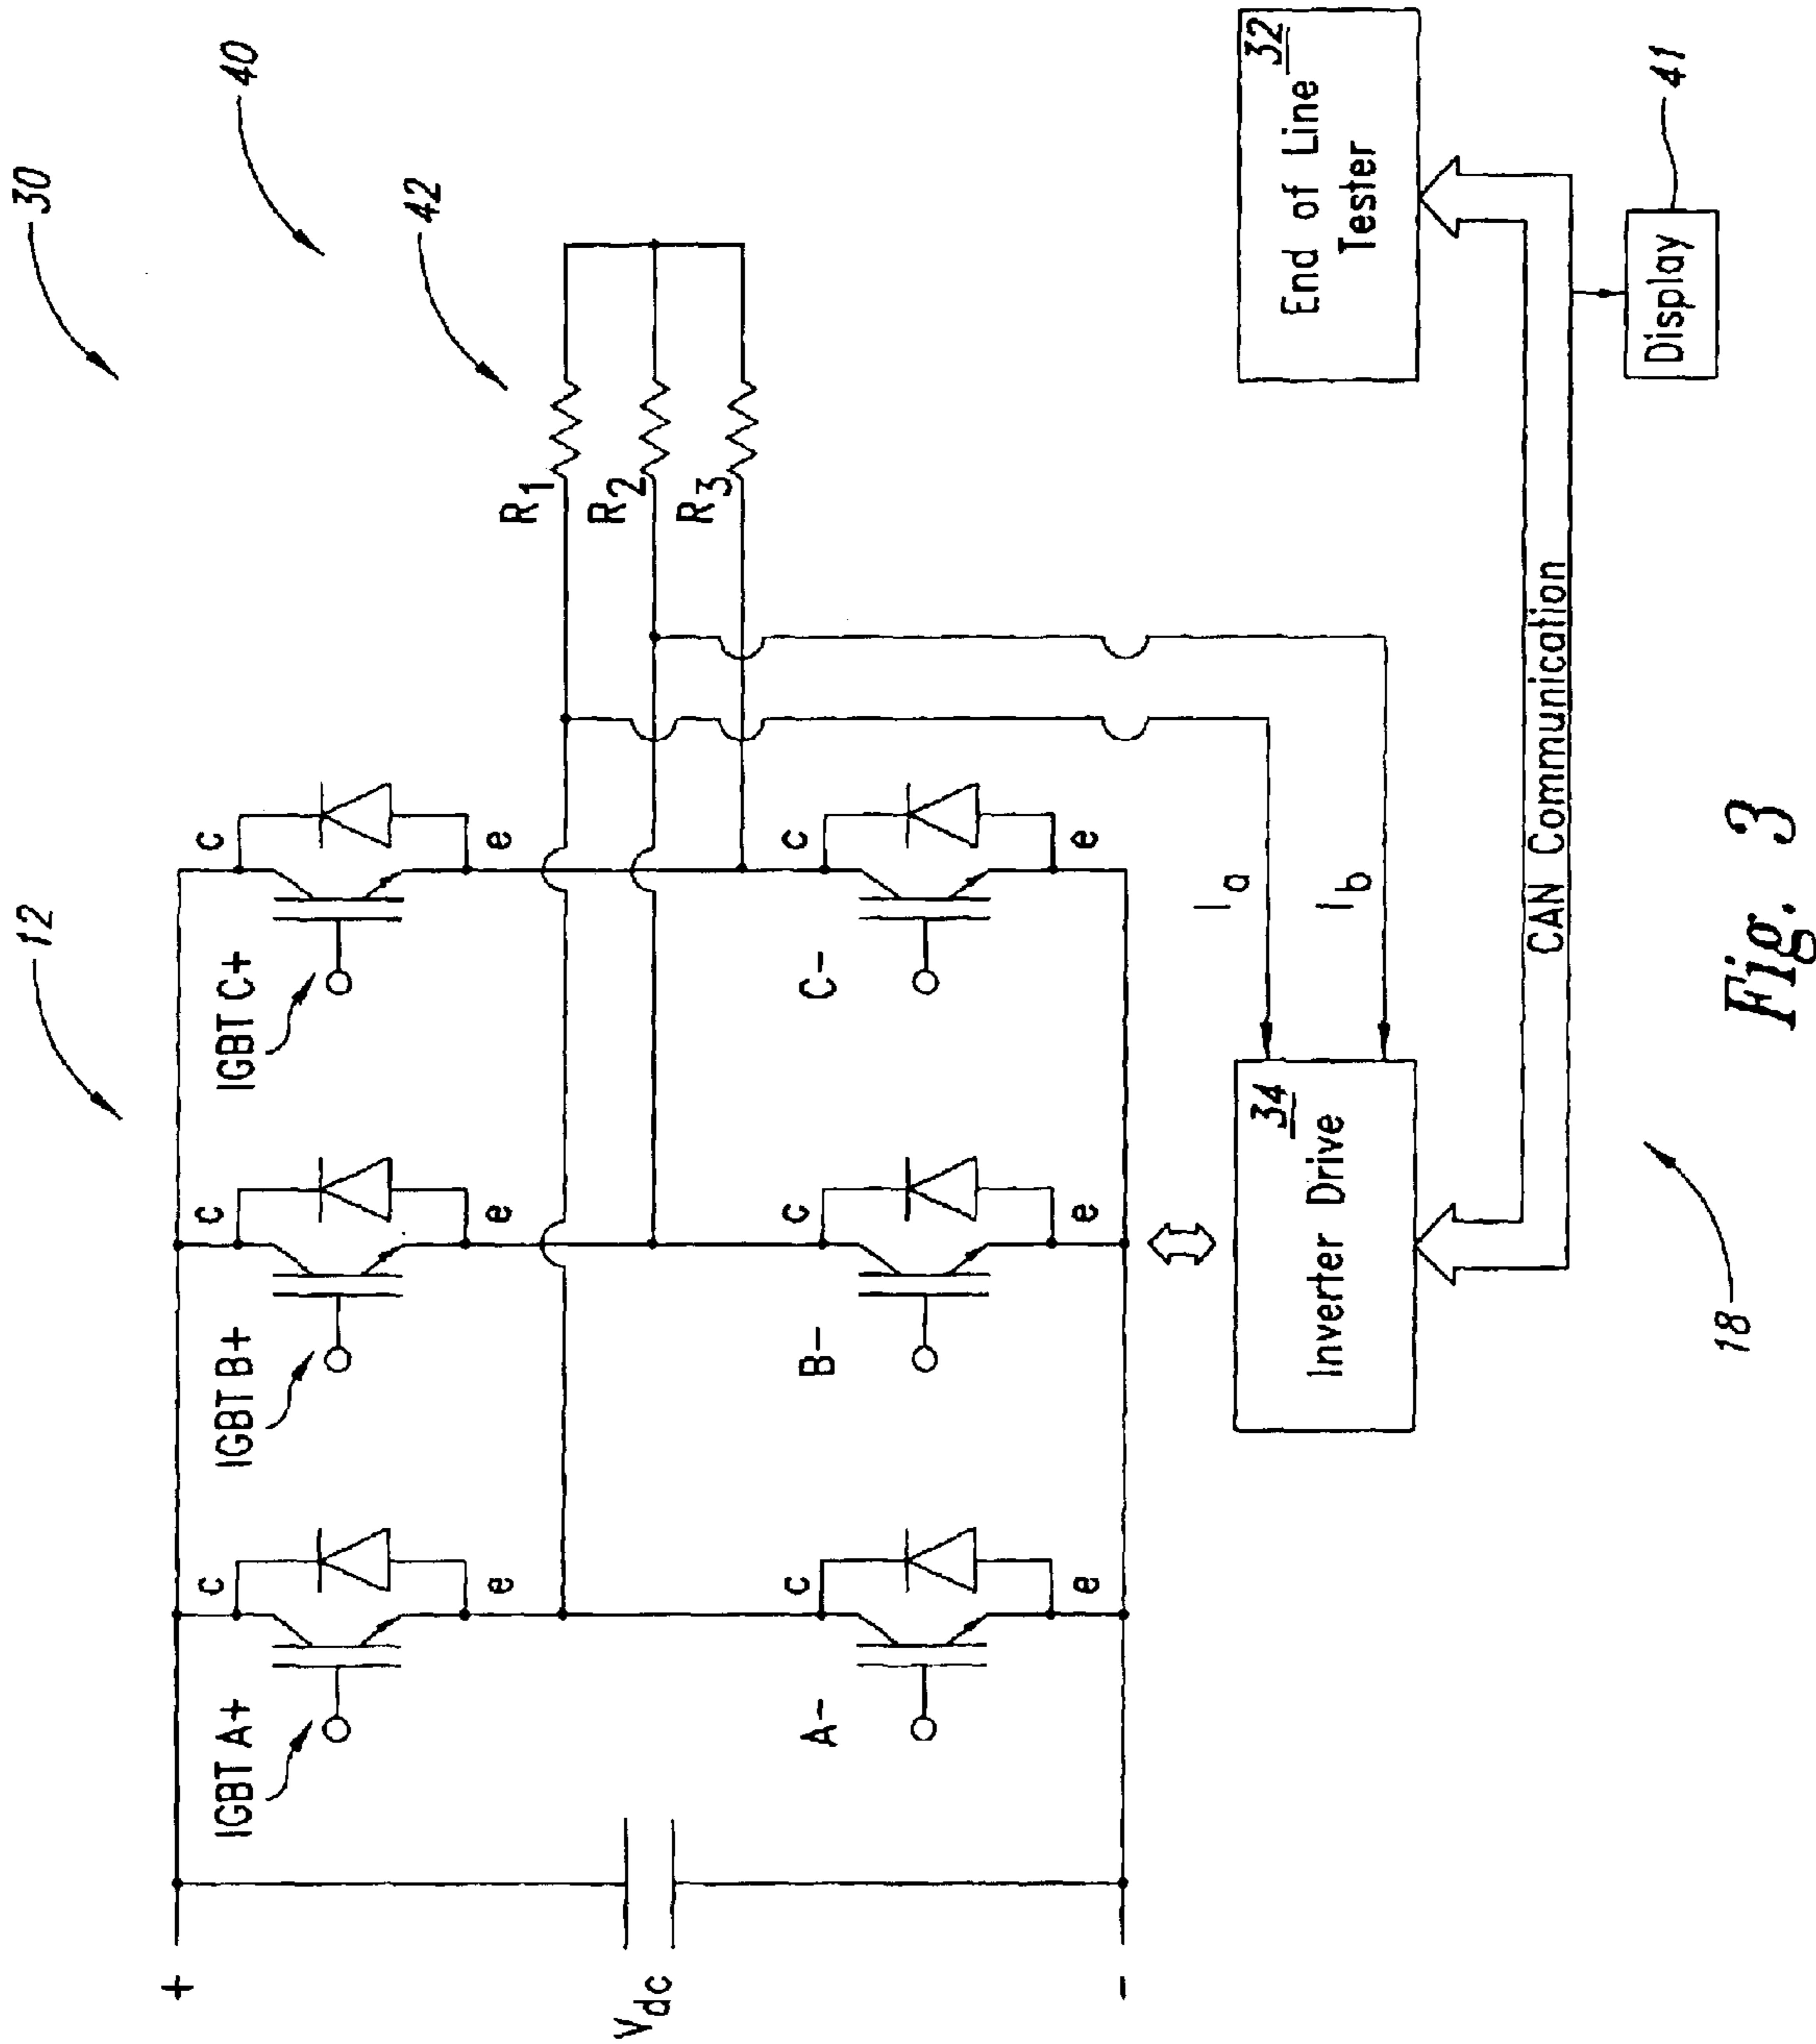 30
40
12
42
+
IGBT A+
IGBT B+
IGBT C+
c
c
c
e
e
e
R1
R2
R3
Vdc
A-
B-
C-
c
c
c
e
e
e
-
Ia
Ib
34
Inverter Drive
32
End of Line
Tester
CAN Communication
Display
41
18
Fig. 3